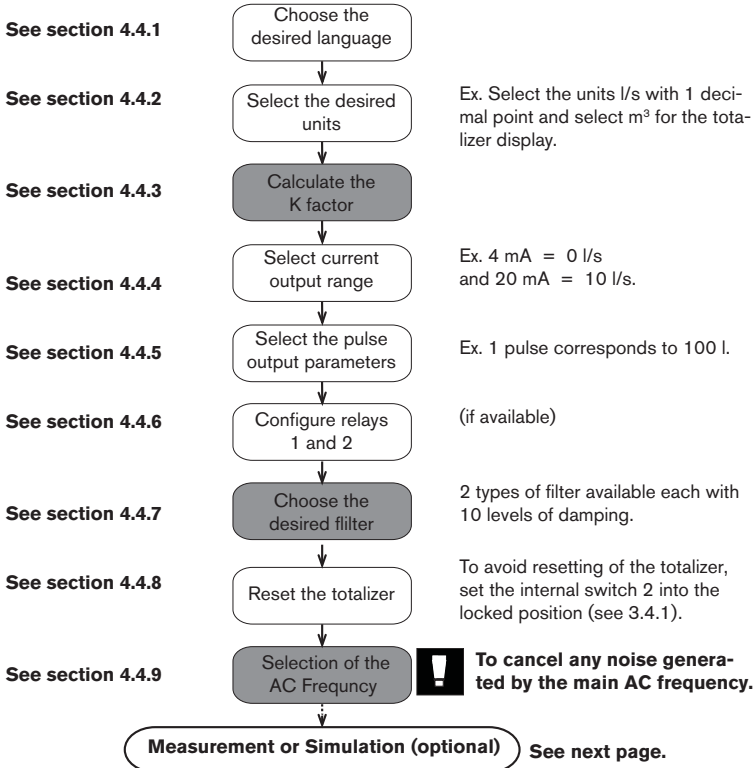 See section 4.4.1
Choose the
desired language
See section 4.4.2
Select the desired
units
Ex. Select the units l/s with 1 deci-
mal point and select m³ for the tota-
lizer display.
See section 4.4.3
Calculate the
K factor
See section 4.4.4
Select current
output range
Ex. 4 mA = 0 l/s
and 20 mA = 10 l/s.
See section 4.4.5
Select the pulse
output parameters
Ex. 1 pulse corresponds to 100 l.
See section 4.4.6
Configure relays
1 and 2
(if available)
See section 4.4.7
Choose the
desired flilter
2 types of filter available each with
10 levels of damping.
See section 4.4.8
Reset the totalizer
To avoid resetting of the totalizer,
set the internal switch 2 into the
locked position (see 3.4.1).
See section 4.4.9
Selection of the
AC Frequncy
!
To cancel any noise genera-
ted by the main AC frequency.
Measurement or Simulation (optional)
See next page.